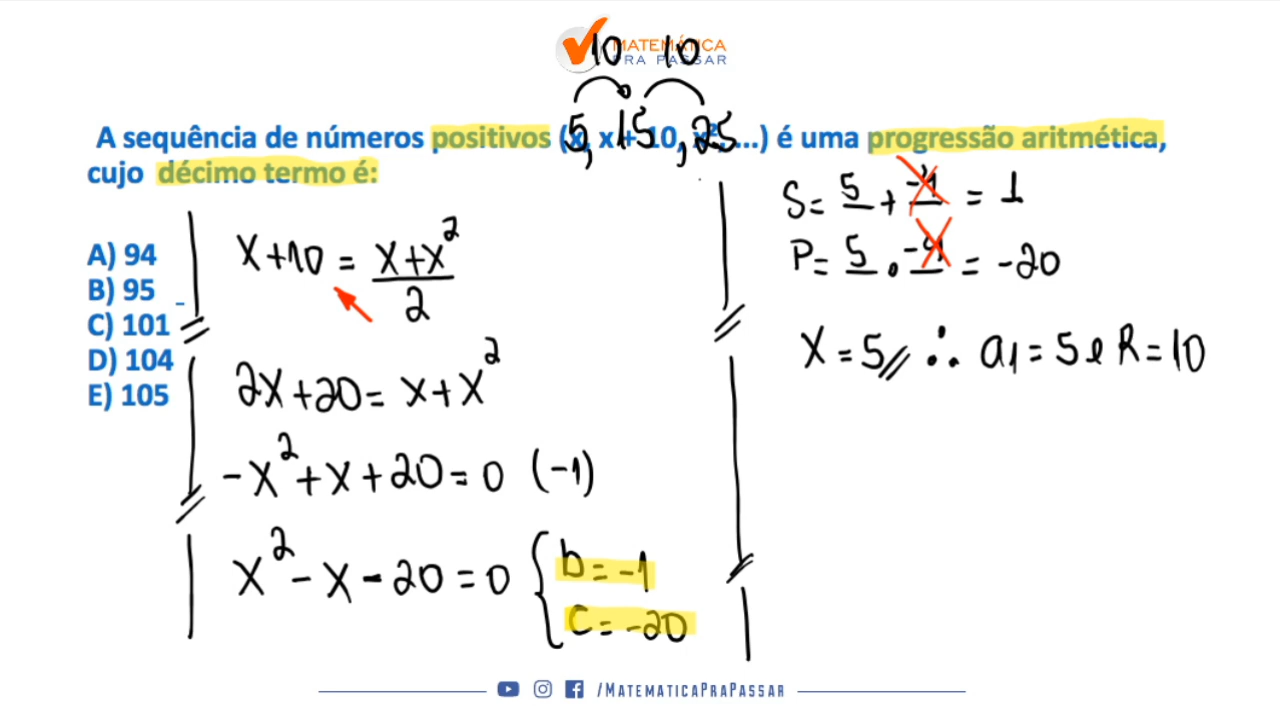 10 10
MATEMÁTICA
PRA PASSAR
A sequência de números positivos (x, x + 10, x², ...) é uma progressão aritmética,
5, 15, 25
cujo décimo termo é:
A) 94
B) 95
C) 101
D) 104
E) 105
x+10 = x+x²/2
2x+20 = x+x²
-x²+x+20=0 (-1)
x²-x-20=0 { b=-1
c=-20
S= 5 + -4 = 1
P= 5 . -4 = -20
x=5// ∴ a1=5 e R=10
/MATEMATICAPRAPASSAR